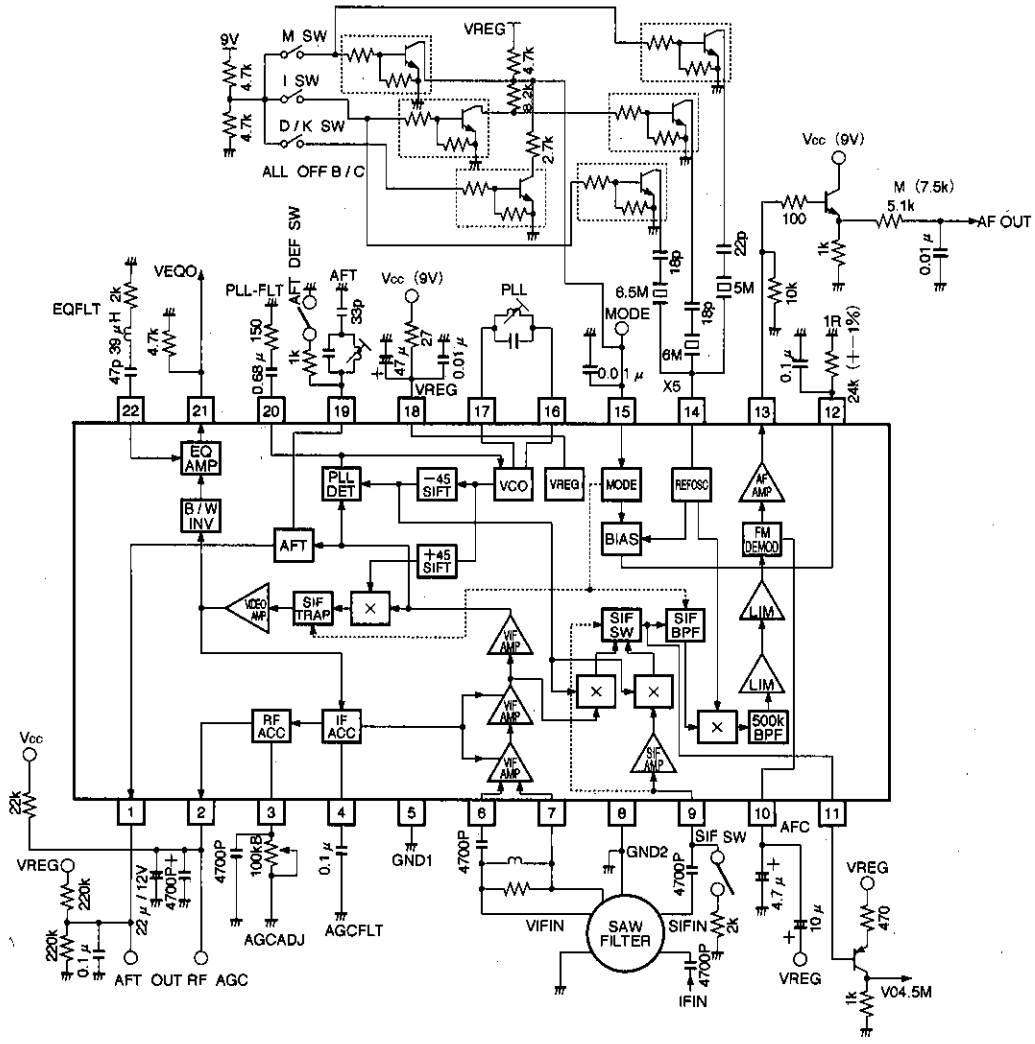 M SW
VREG
9V
4.7k
4.7k
I SW
8.2k
4.7k
D / K SW
2.7k
ALL OFF B / C
Vcc (9V)
M (7.5k)
5.1k
100
AF OUT
1k
0.01 μ
10k
VEQO
EQFLT
2k
39 μ H
47p
4.7k
PLL-FLT
150
0.68 μ
AFT DEF SW
1k
AFT
33p
Vcc (9V)
47 μ
27
0.01 μ
VREG
PLL
MODE
0.0 1 μ
18p
6.5M
22p
5M
18p
6M
X5
1R
0.1 μ
24k (+−1%)
22 21 20 19 18 17 16 15 14 13 12
EQ AMP
B / W INV
PLL DET
−45 SIFT
VCO
VREG
MODE
REFOSC
AF AMP
AFT
+45 SIFT
BIAS
FM DEMOD
VIDEO AMP
SIF TRAP
×
VIF AMP
SIF SW
SIF BPF
LIM
×
×
LIM
RF ACC
IF ACC
VIF AMP
×
500k BPF
VIF AMP
SIF AMP
1 2 3 4 5 6 7 8 9 10 11
Vcc
22k
VREG
220k
220k
0.1 μ
22 μ / 12V
4700P
4700P
100kB
AGCADJ
0.1 μ
AGCFLT
GND1
4700P
VIFIN
GND2
SAW FILTER
4700P
SIFIN
SIF SW
2k
4700P
IFIN
AFC
4.7 μ
10 μ
VREG
VREG
470
1k
V04.5M
AFT OUT RF AGC